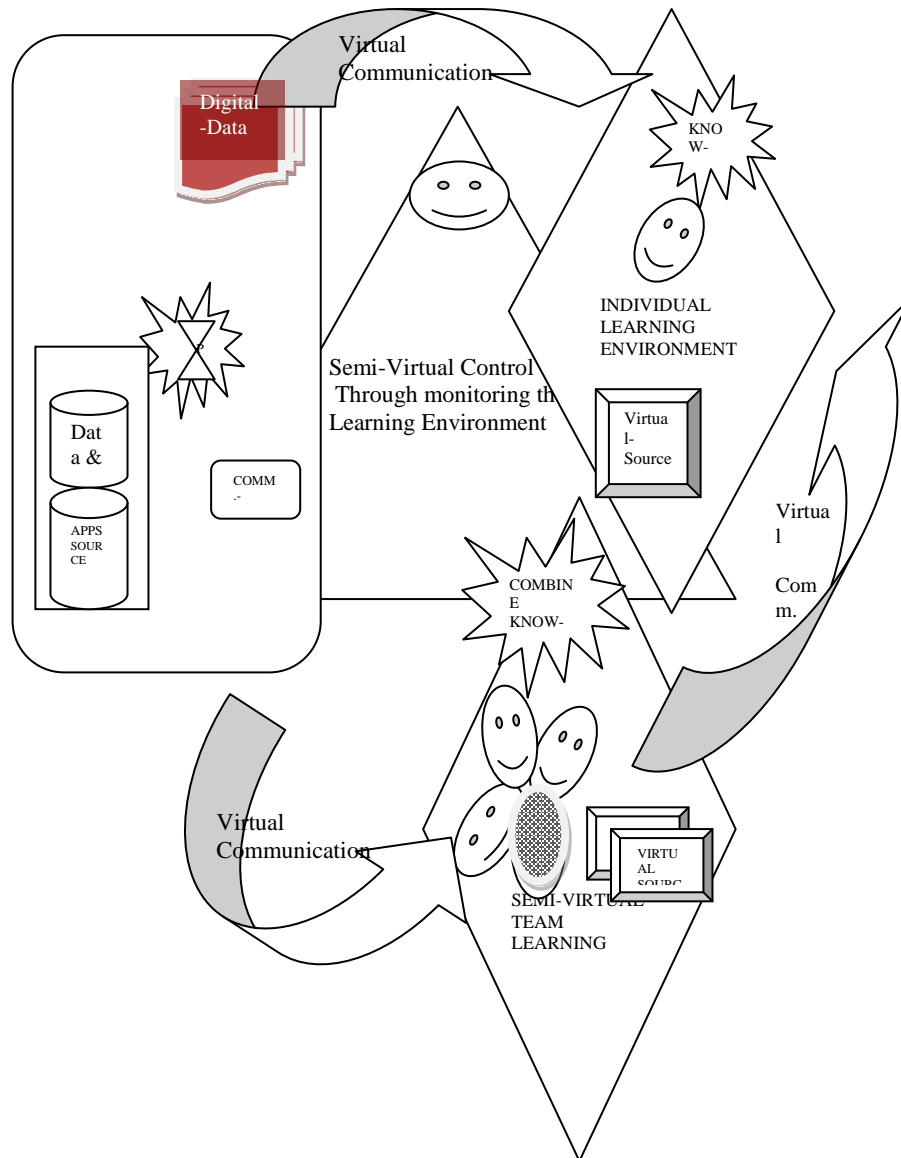 Virtual
Communication
Digital
-Data
KNO
W-
INDIVIDUAL
LEARNING
ENVIRONMENT
P
Semi-Virtual Control
Through monitoring th
Learning Environment
Dat
a &
Virtua
l-
Source
COMM
.-
APPS
SOUR
CE
Virtua
l
Com
m.
COMBIN
E
KNOW-
Virtual
Communication
VIRTU
AL
SOURC
SEMI-VIRTUAL
TEAM
LEARNING